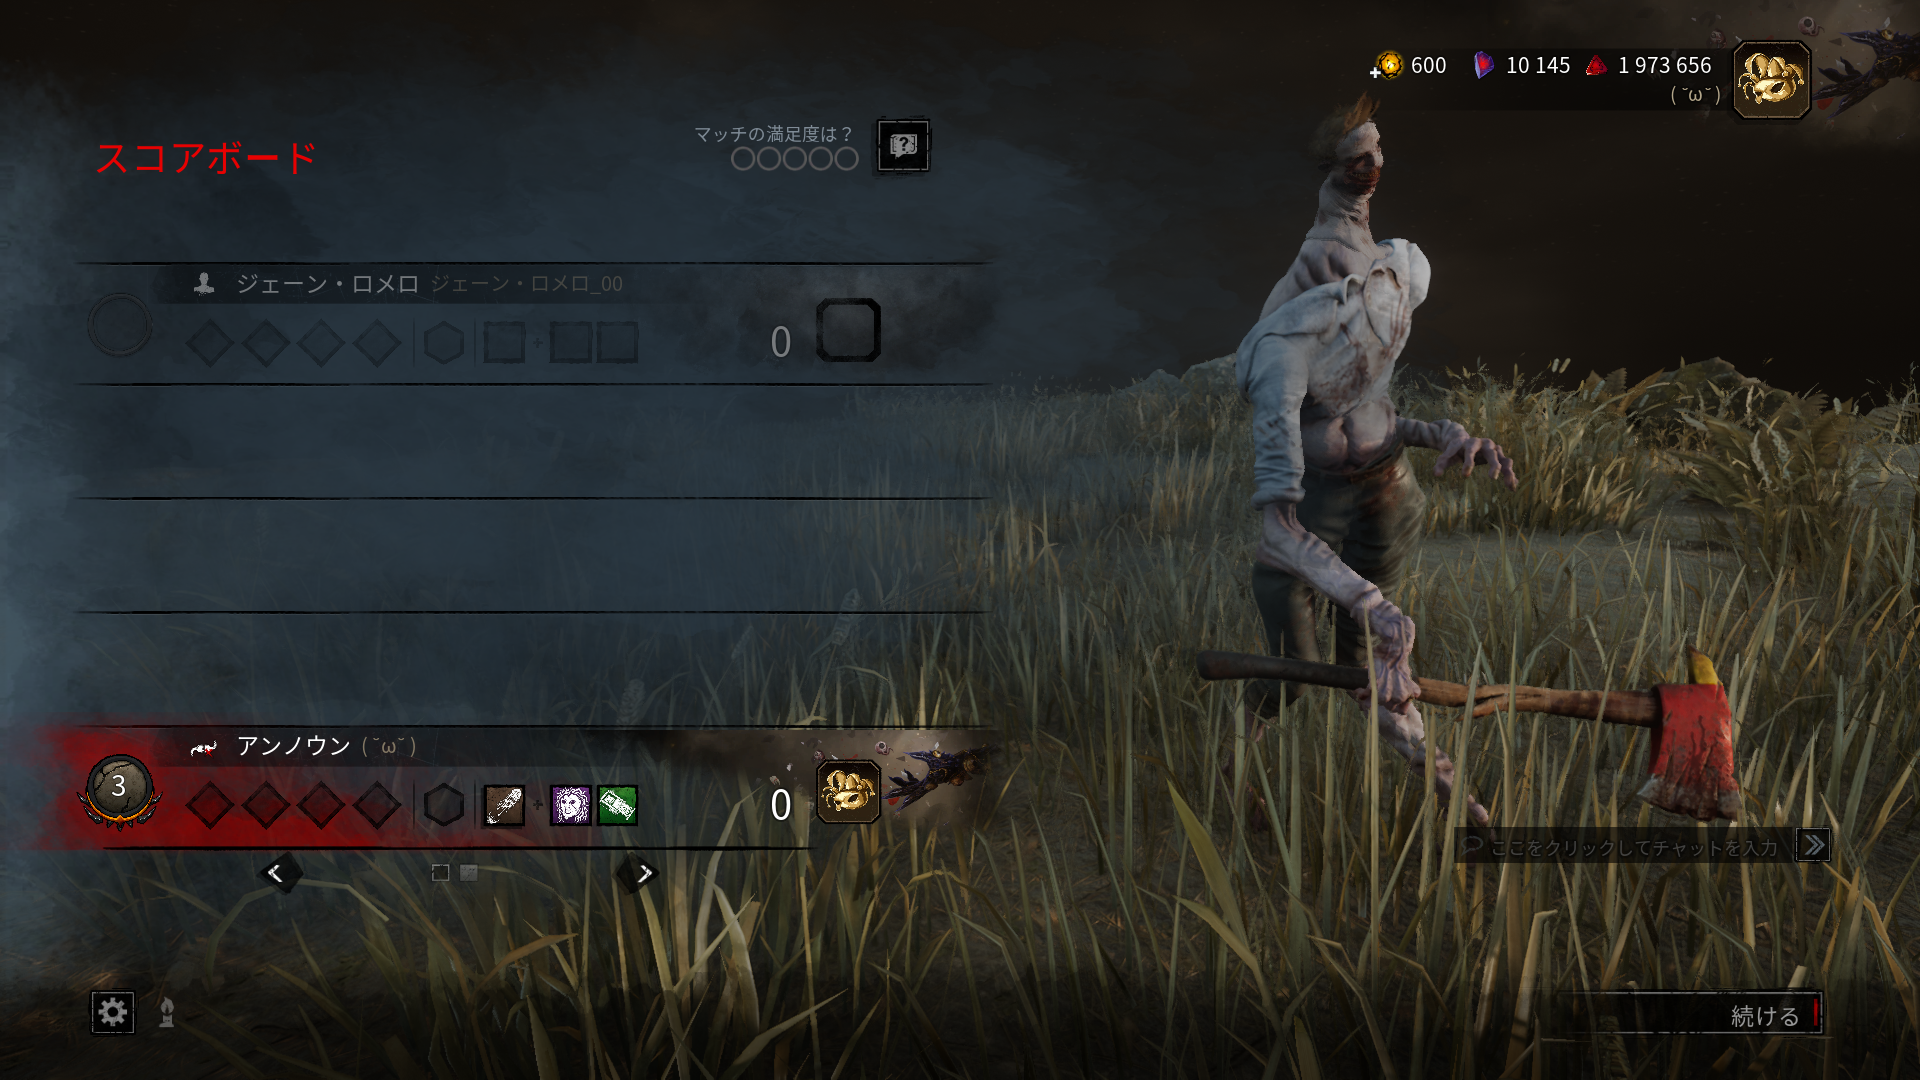 600 10 145 1 973 656
( ˘ω˘ )
スコアボード
マッチの満足度は？
ジェーン・ロメロ ジェーン・ロメロ_00
0
アンノウン ( ˘ω˘ )
3
0
ここをクリックしてチャットを入力
続ける